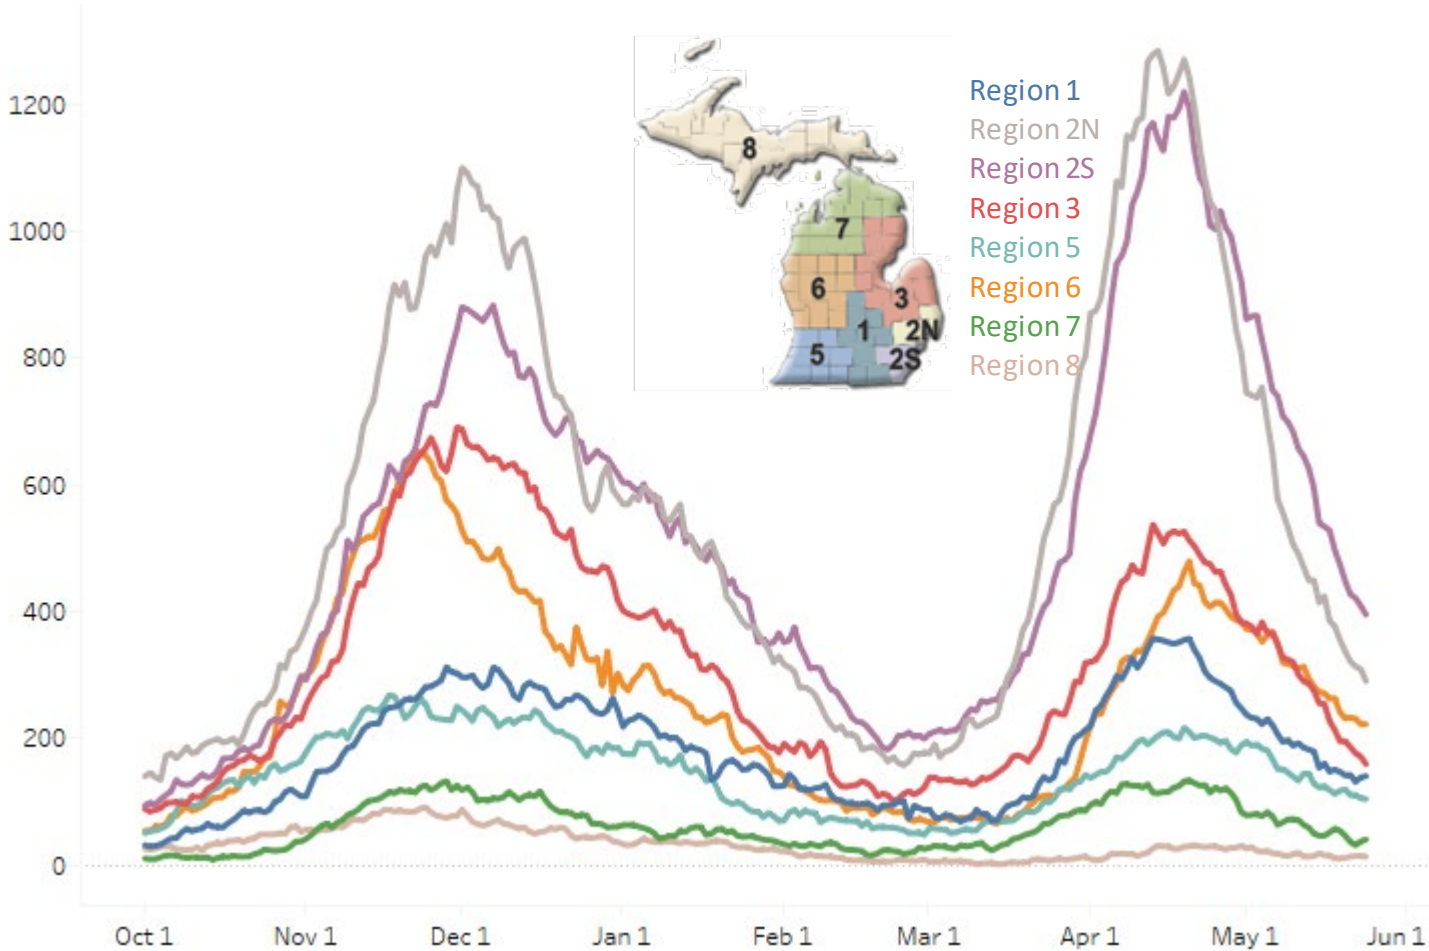 1200
1000
800
600
400
200
0
Oct 1 Nov 1 Dec 1 Jan 1 Feb 1 Mar 1 Apr 1 May 1 Jun 1
8
7
6
3
1
2N
5
2S
Region 1
Region 2N
Region 2S
Region 3
Region 5
Region 6
Region 7
Region 8